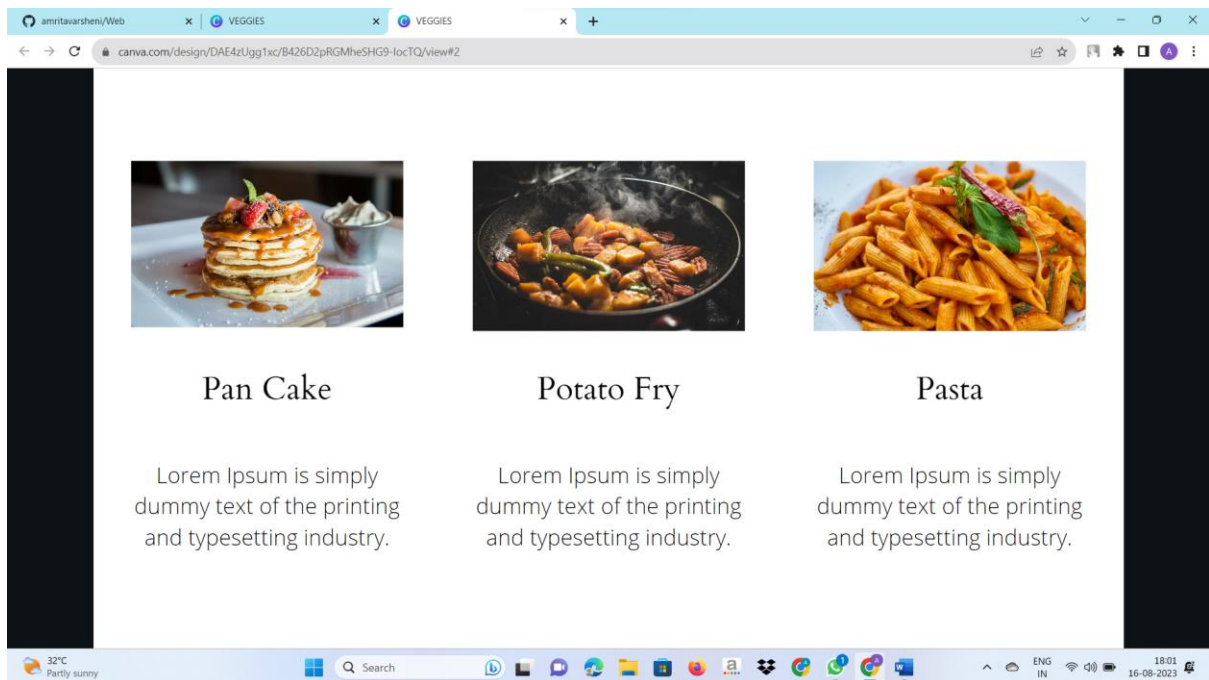 amritavarsheni/Web
VEGGIES
VEGGIES
canva.com/design/DAE4zUgg1xc/B426D2pRGMheSHG9-IocTQ/view#2
A
Pan Cake
Potato Fry
Pasta
Lorem Ipsum is simply
dummy text of the printing
and typesetting industry.
Lorem Ipsum is simply
dummy text of the printing
and typesetting industry.
Lorem Ipsum is simply
dummy text of the printing
and typesetting industry.
32°C
Partly sunny
Search
ENG
IN
18:01
16-08-2023